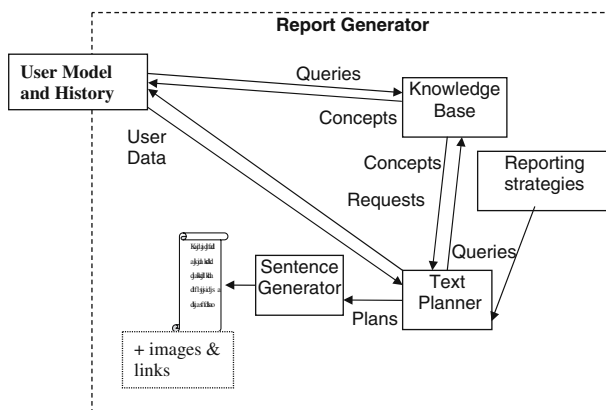 Report Generator
User Model
and History
Queries
Concepts
Knowledge
Base
User
Data
Concepts
Requests
Reporting
strategies
Queries
Sentence
Generator
Text
Planner
Plans
+ images &
links